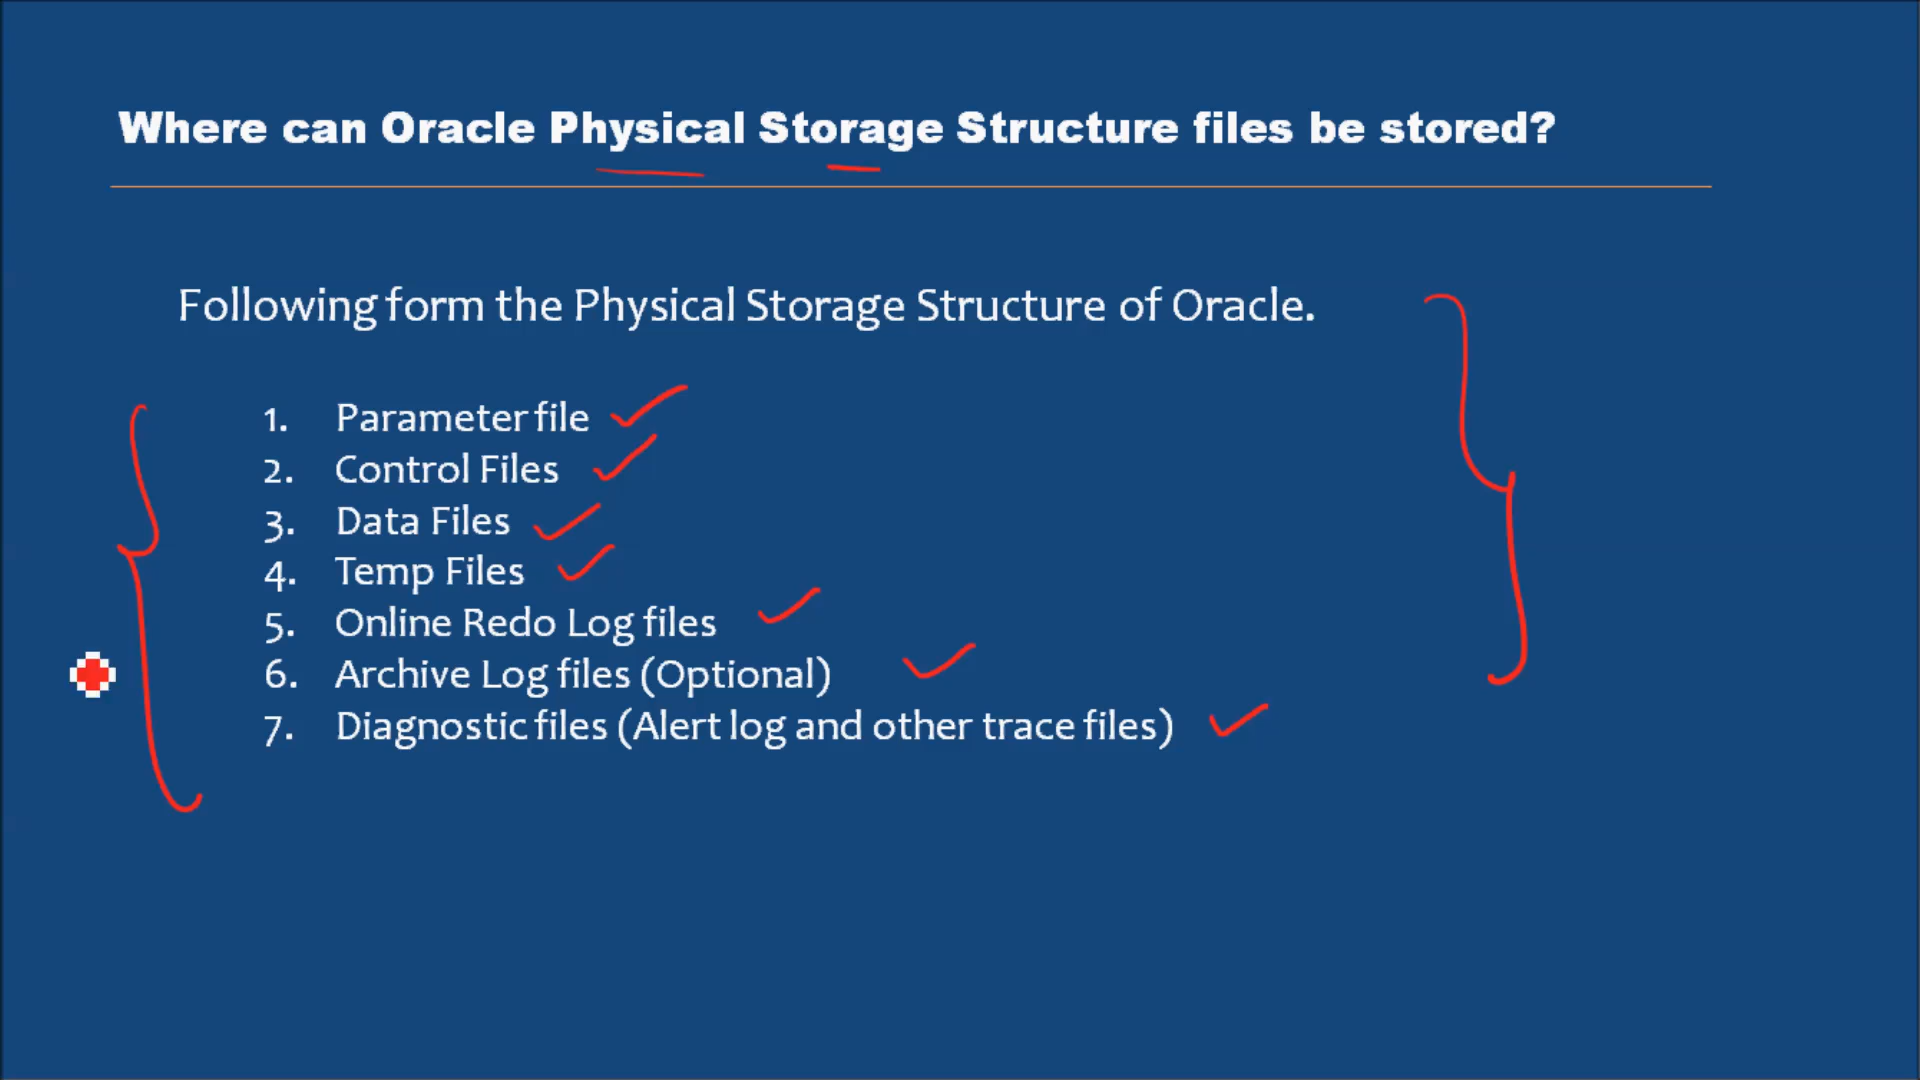 Where can Oracle Physical Storage Structure files be stored?
Following form the Physical Storage Structure of Oracle.
1. Parameter file
2. Control Files
3. Data Files
4. Temp Files
5. Online Redo Log files
6. Archive Log files (Optional)
7. Diagnostic files (Alert log and other trace files)